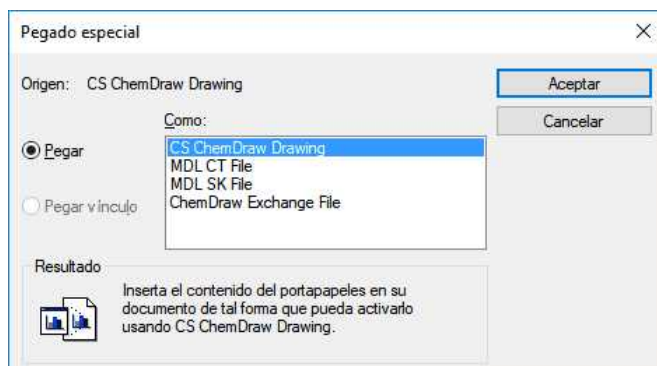 Pegado especial
Origen: CS ChemDraw Drawing
Aceptar
Como:
Cancelar
Pegar
CS ChemDraw Drawing
MDL CT File
MDL SK File
Pegar vínculo
ChemDraw Exchange File
Resultado
Inserta el contenido del portapapeles en su
documento de tal forma que pueda activarlo
usando CS ChemDraw Drawing.